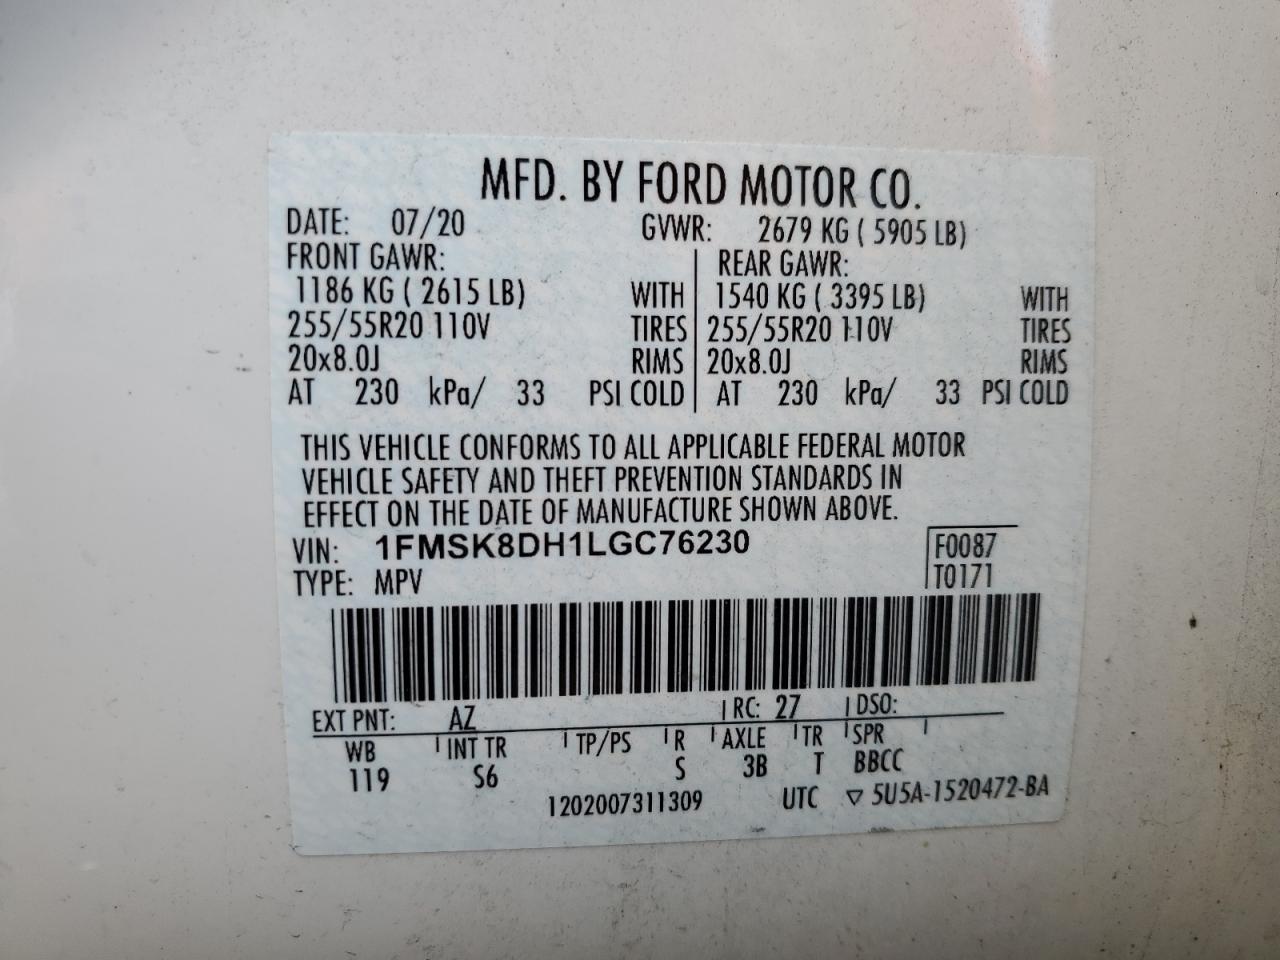 MFD. BY FORD MOTOR CO.
DATE: 07/20 GVWR: 2679 KG ( 5905 LB)
FRONT GAWR: REAR GAWR:
1186 KG ( 2615 LB) WITH 1540 KG ( 3395 LB) WITH
255/55R20 110V TIRES 255/55R20 110V TIRES
20x8.0J RIMS 20x8.0J RIMS
AT 230 kPa/ 33 PSI COLD AT 230 kPa/ 33 PSI COLD
THIS VEHICLE CONFORMS TO ALL APPLICABLE FEDERAL MOTOR
VEHICLE SAFETY AND THEFT PREVENTION STANDARDS IN
EFFECT ON THE DATE OF MANUFACTURE SHOWN ABOVE.
VIN: 1FMSK8DH1LGC76230 F0087
TYPE: MPV T0171
EXT PNT: AZ RC: 27 DSO:
WB INT TR TP/PS R AXLE TR SPR
119 S6 S 3B T BBCC
1202007311309 UTC ▽ 5U5A-1520472-BA